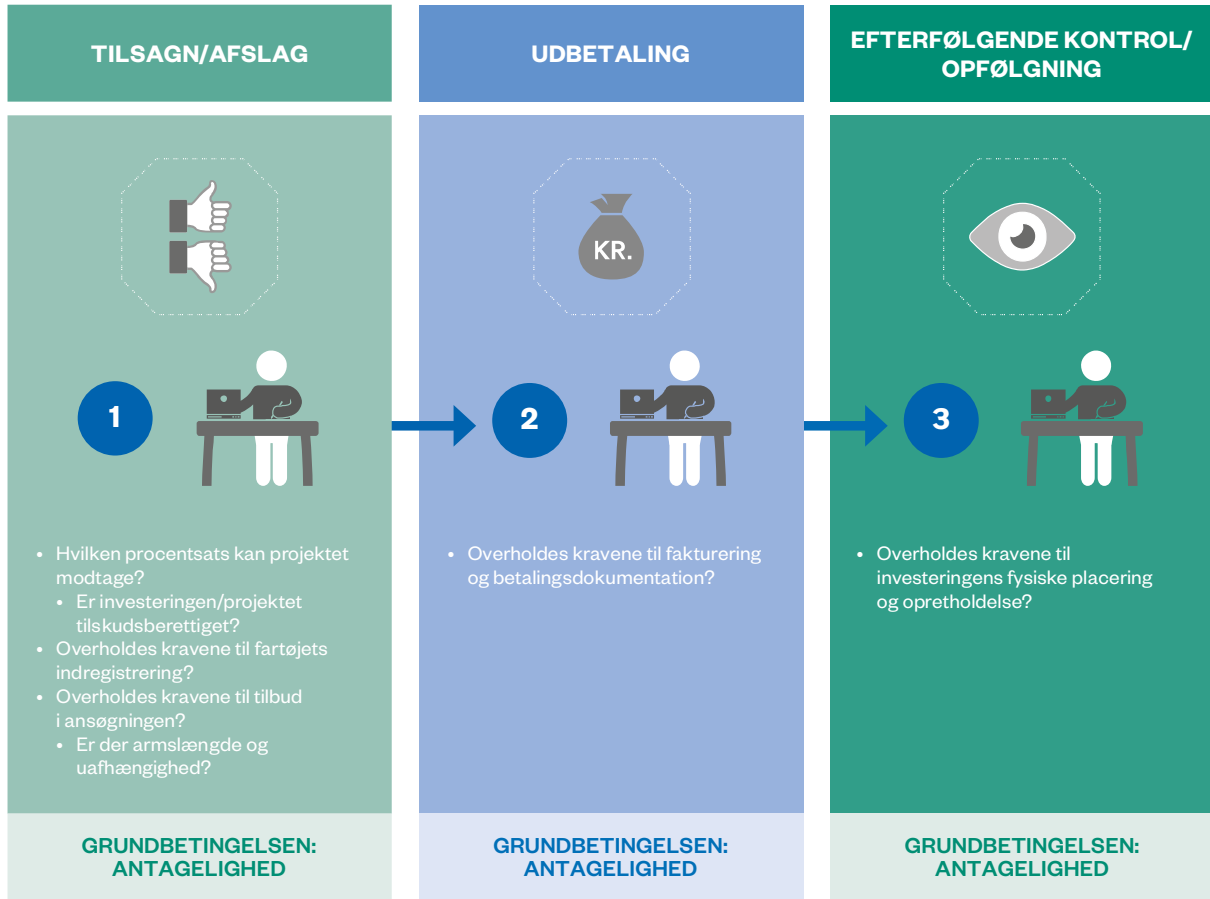 TILSAGN/AFSLAG
1
• Hvilken procentsats kan projektet
modtage?
• Er investeringen/projektet
tilskudsberettiget?
• Overholdes kravene til fartøjets
indregistrering?
• Overholdes kravene til tilbud
i ansøgningen?
• Er der armslængde og
uafhængighed?
GRUNDBETINGELSEN:
ANTAGELIGHED
UDBETALING
KR.
2
• Overholdes kravene til fakturering
og betalingsdokumentation?
GRUNDBETINGELSEN:
ANTAGELIGHED
EFTERFØLGENDE KONTROL/
OPFØLGNING
3
• Overholdes kravene til
investeringens fysiske placering
og opretholdelse?
GRUNDBETINGELSEN:
ANTAGELIGHED